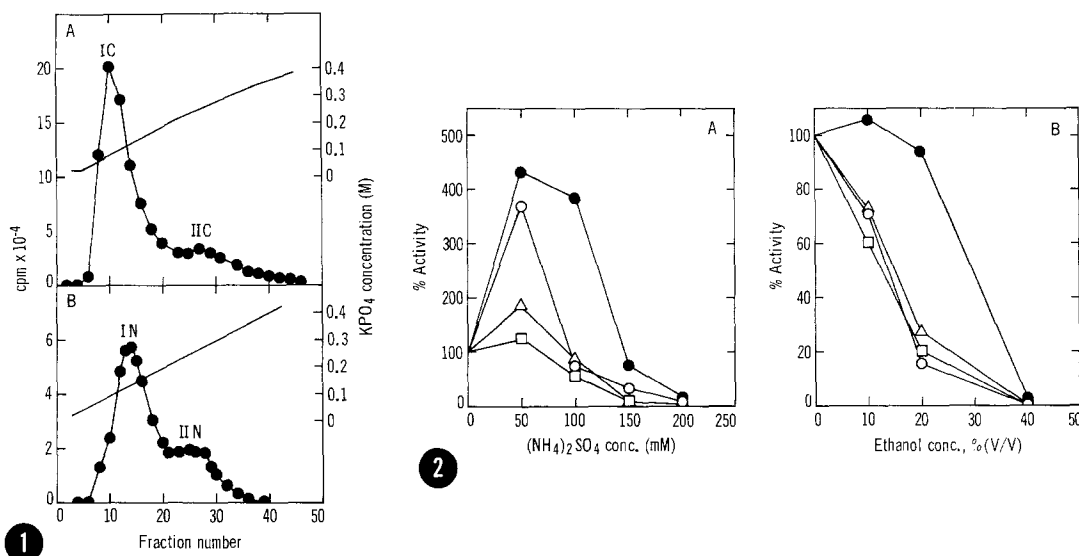 A
IC
IIC
20
15
10
5
0
cpm x 10⁻⁴
0.4
0.3
0.2
0.1
0
KPO₄ concentration (M)
B
IN
IIN
6
4
2
0
0.4
0.3
0.2
0.1
0
0 10 20 30 40 50
Fraction number
1
A
500
400
300
200
100
0
% Activity
0 50 100 150 200 250
(NH₄)₂SO₄ conc. (mM)
2
B
100
80
60
40
20
0
% Activity
0 10 20 30 40 50
Ethanol conc., % (V/V)